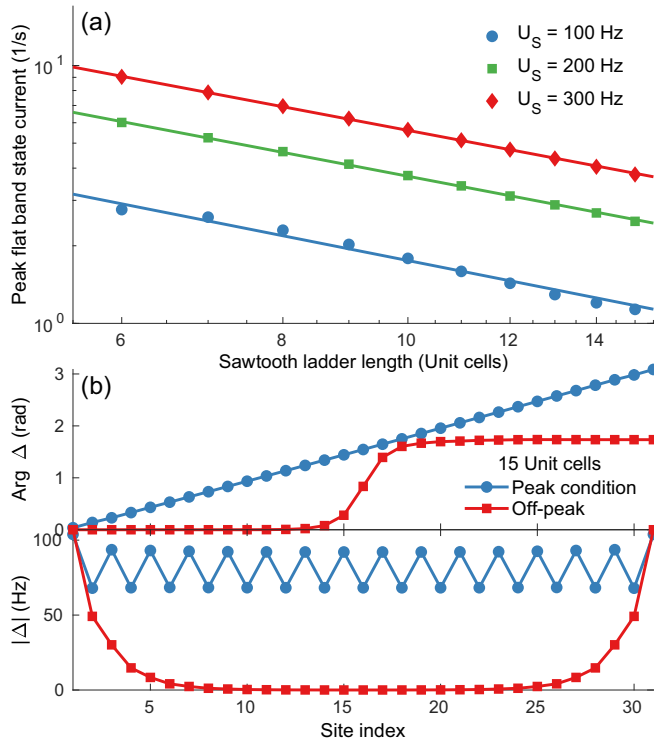 (a)
U_S = 100 Hz
U_S = 200 Hz
U_S = 300 Hz
Peak flat band state current (1/s)
10^1
10^0
6 8 10 12 14
Sawtooth ladder length (Unit cells)
(b)
Arg Δ (rad)
3
2
1
0
15 Unit cells
Peak condition
Off-peak
|Δ| (Hz)
100
50
0
5 10 15 20 25 30
Site index